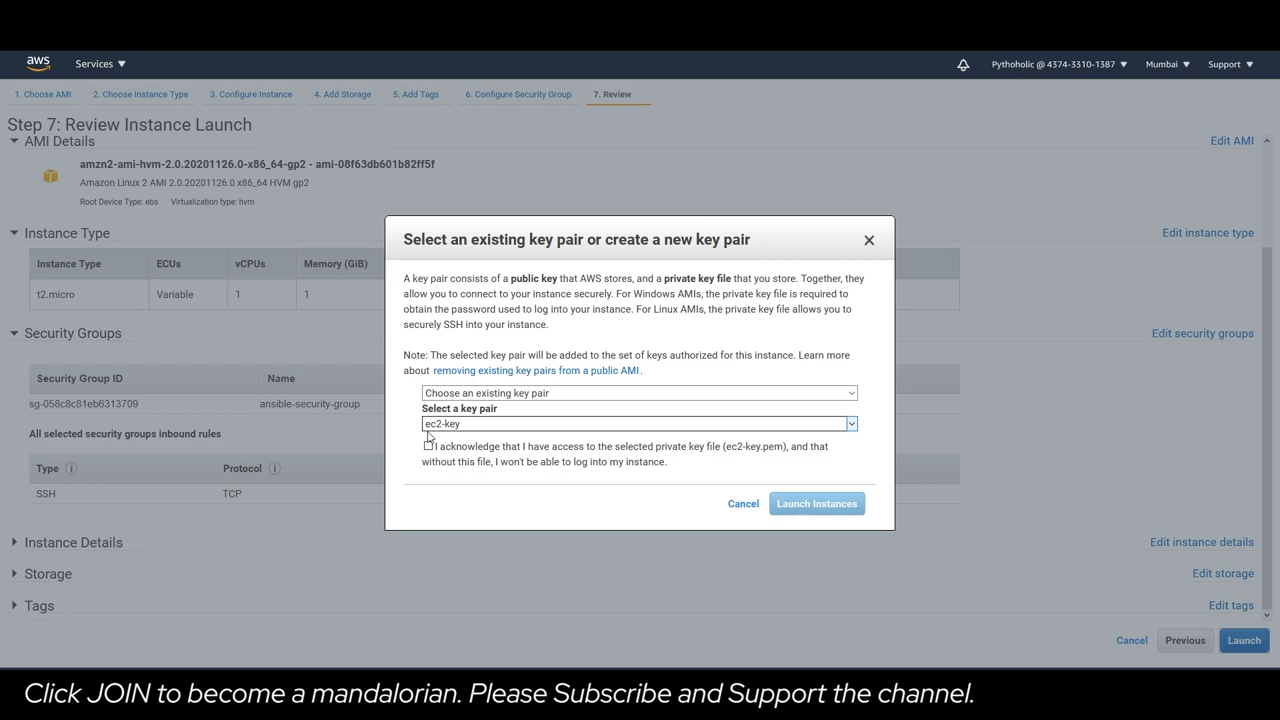 aws
Services
Pythoholic @ 4374-3310-1387
Mumbai
Support
1. Choose AMI
2. Choose Instance Type
3. Configure Instance
4. Add Storage
5. Add Tags
6. Configure Security Group
7. Review
Step 7: Review Instance Launch
AMI Details
Edit AMI
amzn2-ami-hvm-2.0.20201126.0-x86_64-gp2 - ami-08f63db601b82ff5f
Amazon Linux 2 AMI 2.0.20201126.0 x86_64 HVM gp2
Root Device Type: ebs Virtualization type: hvm
Instance Type
Edit instance type
Instance Type ECUs vCPUs Memory (GiB)
t2.micro Variable 1 1
Security Groups
Edit security groups
Security Group ID Name
sg-058c8c81eb6313709 ansible-security-group
All selected security groups inbound rules
Type Protocol
SSH TCP
Instance Details
Edit instance details
Storage
Edit storage
Tags
Edit tags
Cancel
Previous
Launch
Select an existing key pair or create a new key pair
A key pair consists of a public key that AWS stores, and a private key file that you store. Together, they
allow you to connect to your instance securely. For Windows AMIs, the private key file is required to
obtain the password used to log into your instance. For Linux AMIs, the private key file allows you to
securely SSH into your instance.
Note: The selected key pair will be added to the set of keys authorized for this instance. Learn more
about removing existing key pairs from a public AMI.
Choose an existing key pair
Select a key pair
ec2-key
I acknowledge that I have access to the selected private key file (ec2-key.pem), and that
without this file, I won't be able to log into my instance.
Cancel
Launch Instances
Click JOIN to become a mandalorian. Please Subscribe and Support the channel.